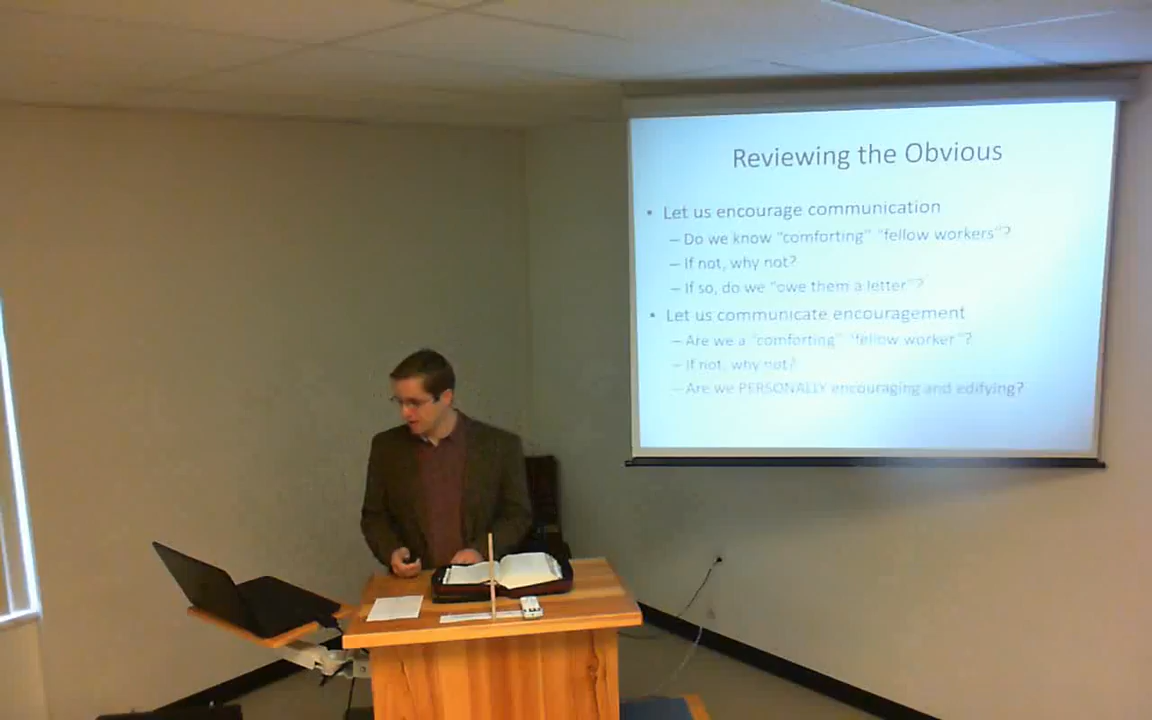 Reviewing the Obvious
• Let us encourage communication
– Do we know "comforting" "fellow workers"?
– If not, why not?
– If so, do we "owe them a letter"?
• Let us communicate encouragement
– Are we a "comforting" "fellow worker"?
– If not, why not?
– Are we PERSONALLY encouraging and edifying?